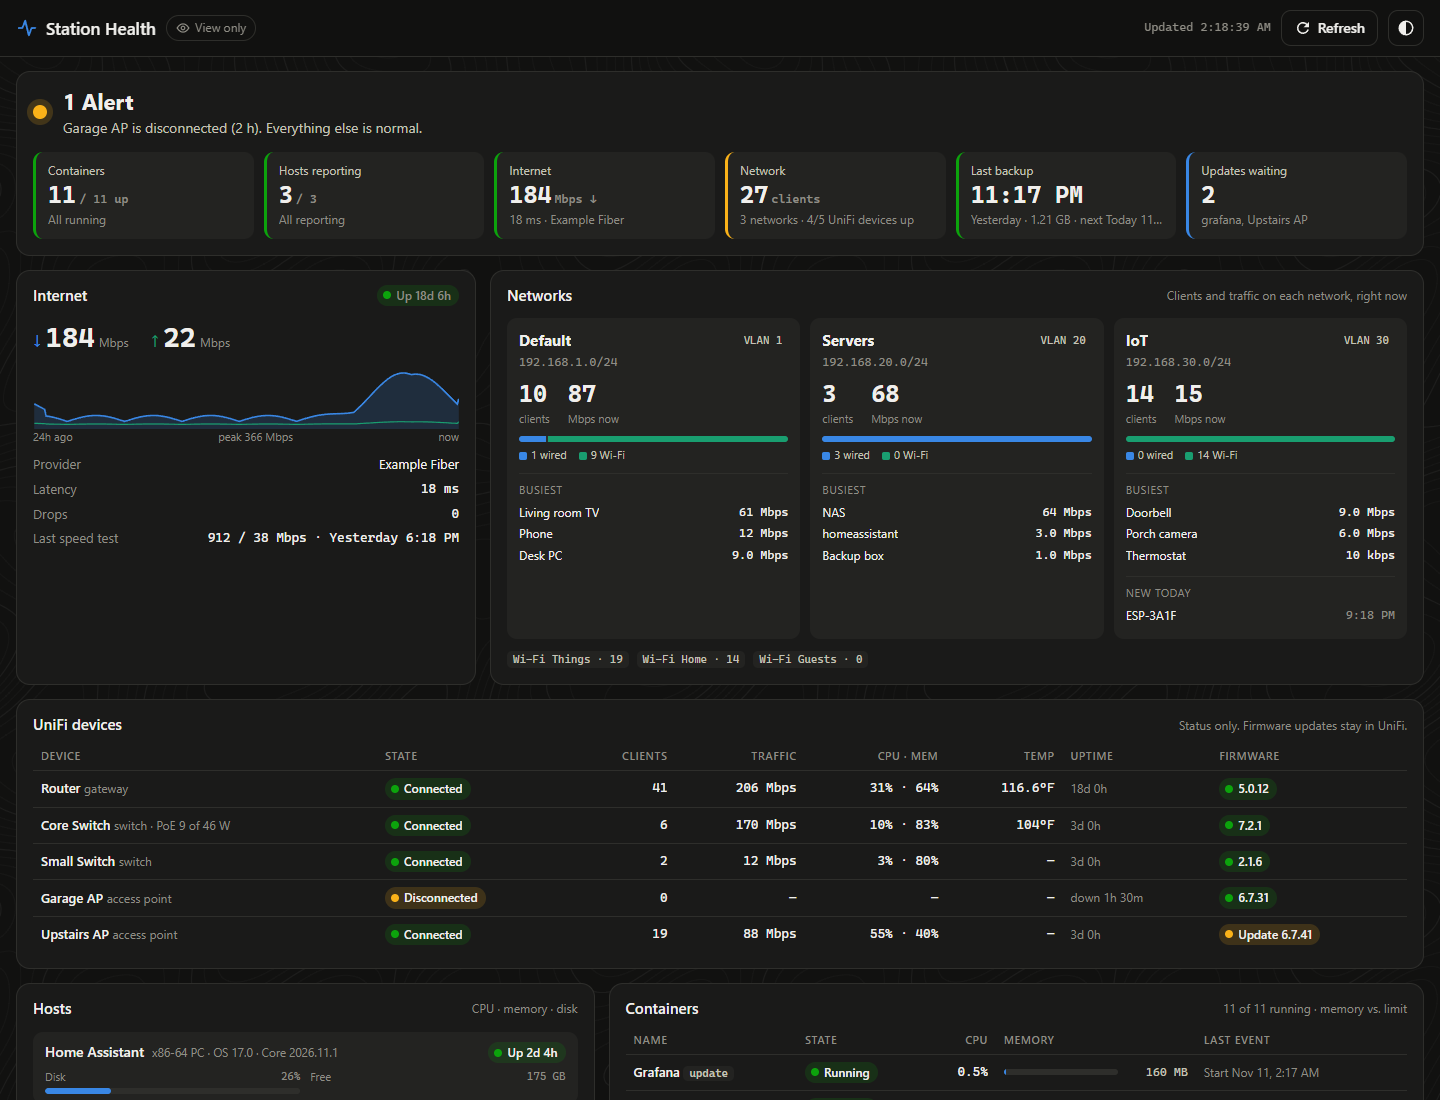 Station Health View only Updated 2:18:39 AM Refresh
1 Alert
Garage AP is disconnected (2 h). Everything else is normal.
Containers
11 / 11 up
All running
Hosts reporting
3 / 3
All reporting
Internet
184 Mbps ↓
18 ms · Example Fiber
Network
27 clients
3 networks · 4/5 UniFi devices up
Last backup
11:17 PM
Yesterday · 1.21 GB · next Today 11...
Updates waiting
2
grafana, Upstairs AP
Internet Up 18d 6h
↓ 184 Mbps ↑ 22 Mbps
24h ago peak 366 Mbps now
Provider Example Fiber
Latency 18 ms
Drops 0
Last speed test 912 / 38 Mbps · Yesterday 6:18 PM
Networks Clients and traffic on each network, right now
Default VLAN 1
192.168.1.0/24
10 87
clients Mbps now
1 wired 9 Wi-Fi
BUSIEST
Living room TV 61 Mbps
Phone 12 Mbps
Desk PC 9.0 Mbps
Servers VLAN 20
192.168.20.0/24
3 68
clients Mbps now
3 wired 0 Wi-Fi
BUSIEST
NAS 64 Mbps
homeassistant 3.0 Mbps
Backup box 1.0 Mbps
IoT VLAN 30
192.168.30.0/24
14 15
clients Mbps now
0 wired 14 Wi-Fi
BUSIEST
Doorbell 9.0 Mbps
Porch camera 6.0 Mbps
Thermostat 10 kbps
NEW TODAY
ESP-3A1F 9:18 PM
Wi-Fi Things · 19 Wi-Fi Home · 14 Wi-Fi Guests · 0
UniFi devices Status only. Firmware updates stay in UniFi.
DEVICE STATE CLIENTS TRAFFIC CPU · MEM TEMP UPTIME FIRMWARE
Router gateway Connected 41 206 Mbps 31% · 64% 116.6°F 18d 0h 5.0.12
Core Switch switch · PoE 9 of 46 W Connected 6 170 Mbps 10% · 83% 104°F 3d 0h 7.2.1
Small Switch switch Connected 2 12 Mbps 3% · 80% – 3d 0h 2.1.6
Garage AP access point Disconnected 0 – – – down 1h 30m 6.7.31
Upstairs AP access point Connected 19 88 Mbps 55% · 40% – 3d 0h Update 6.7.41
Hosts CPU · memory · disk
Home Assistant x86-64 PC · OS 17.0 · Core 2026.11.1 Up 2d 4h
Disk 26% Free 175 GB
Containers 11 of 11 running · memory vs. limit
NAME STATE CPU MEMORY LAST EVENT
Grafana update Running 0.5% 160 MB Start Nov 11, 2:17 AM